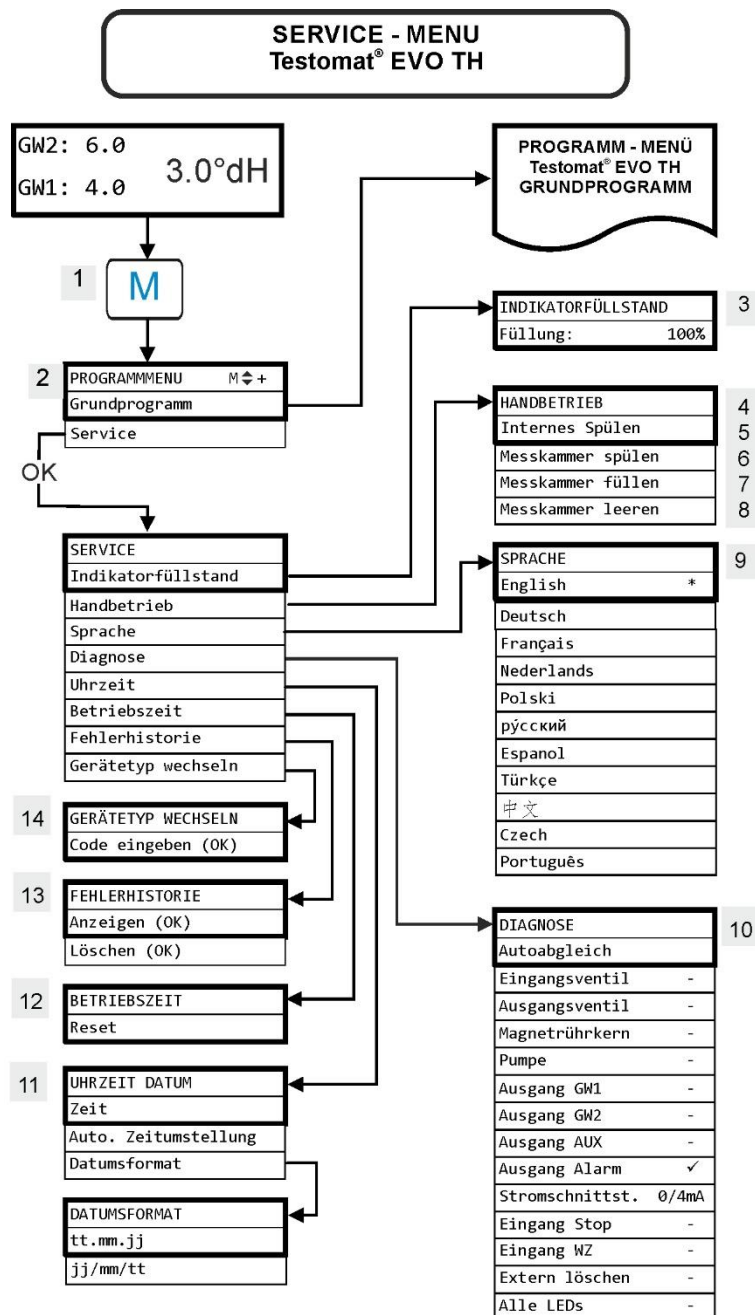 SERVICE - MENU
Testomat® EVO TH
GW2: 6.0
GW1: 4.0
3.0°dH
PROGRAMM - MENÜ
Testomat® EVO TH
GRUNDPROGRAMM
1
M
2
PROGRAMMMENU M♦+
Grundprogramm
Service
OK
INDIKATORFÜLLSTAND
3
Füllung: 100%
HANDBETRIEB
4
Internes Spülen
5
Messkammer spülen
6
Messkammer füllen
7
Messkammer leeren
8
SERVICE
Indikatorfüllstand
Handbetrieb
Sprache
Diagnose
Uhrzeit
Betriebszeit
Fehlerhistorie
Gerätetyp wechseln
SPRACHE
9
English *
Deutsch
Français
Nederlands
Polski
рýсский
Espanol
Türkçe
中文
Czech
Português
14
GERÄTETYP WECHSELN
Code eingeben (OK)
13
FEHLERHISTORIE
Anzeigen (OK)
Löschen (OK)
12
BETRIEBSZEIT
Reset
11
UHRZEIT DATUM
Zeit
Auto. Zeitumstellung
Datumsformat
DATUMSFORMAT
tt.mm.jj
jj/mm/tt
DIAGNOSE
10
Autoabgleich
Eingangsventil -
Ausgangsventil -
Magnetrührkern -
Pumpe -
Ausgang GW1 -
Ausgang GW2 -
Ausgang AUX -
Ausgang Alarm ✓
Stromschnittst. 0/4mA
Eingang Stop -
Eingang WZ -
Extern löschen -
Alle LEDs -